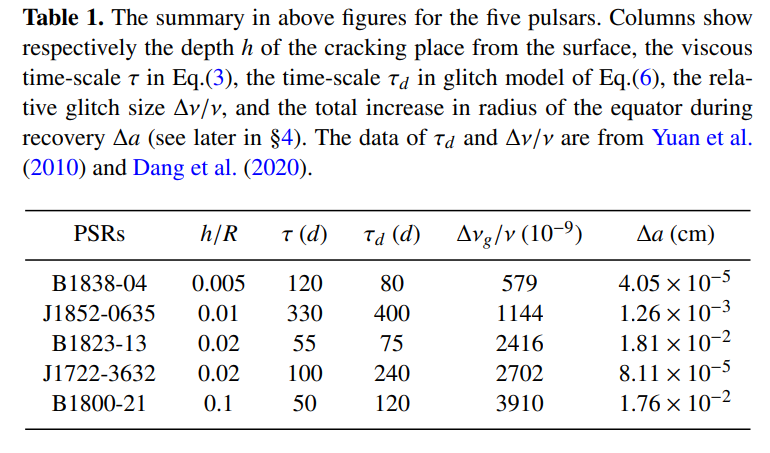 Table 1. The summary in above figures for the five pulsars. Columns show
respectively the depth h of the cracking place from the surface, the viscous
time-scale τ in Eq.(3), the time-scale τd in glitch model of Eq.(6), the rela-
tive glitch size Δν/ν, and the total increase in radius of the equator during
recovery Δa (see later in §4). The data of τd and Δν/ν are from Yuan et al.
(2010) and Dang et al. (2020).
PSRs h/R τ (d) τd (d) Δνg/ν (10⁻⁹) Δa (cm)
B1838-04 0.005 120 80 579 4.05 × 10⁻⁵
J1852-0635 0.01 330 400 1144 1.26 × 10⁻³
B1823-13 0.02 55 75 2416 1.81 × 10⁻²
J1722-3632 0.02 100 240 2702 8.11 × 10⁻⁵
B1800-21 0.1 50 120 3910 1.76 × 10⁻²